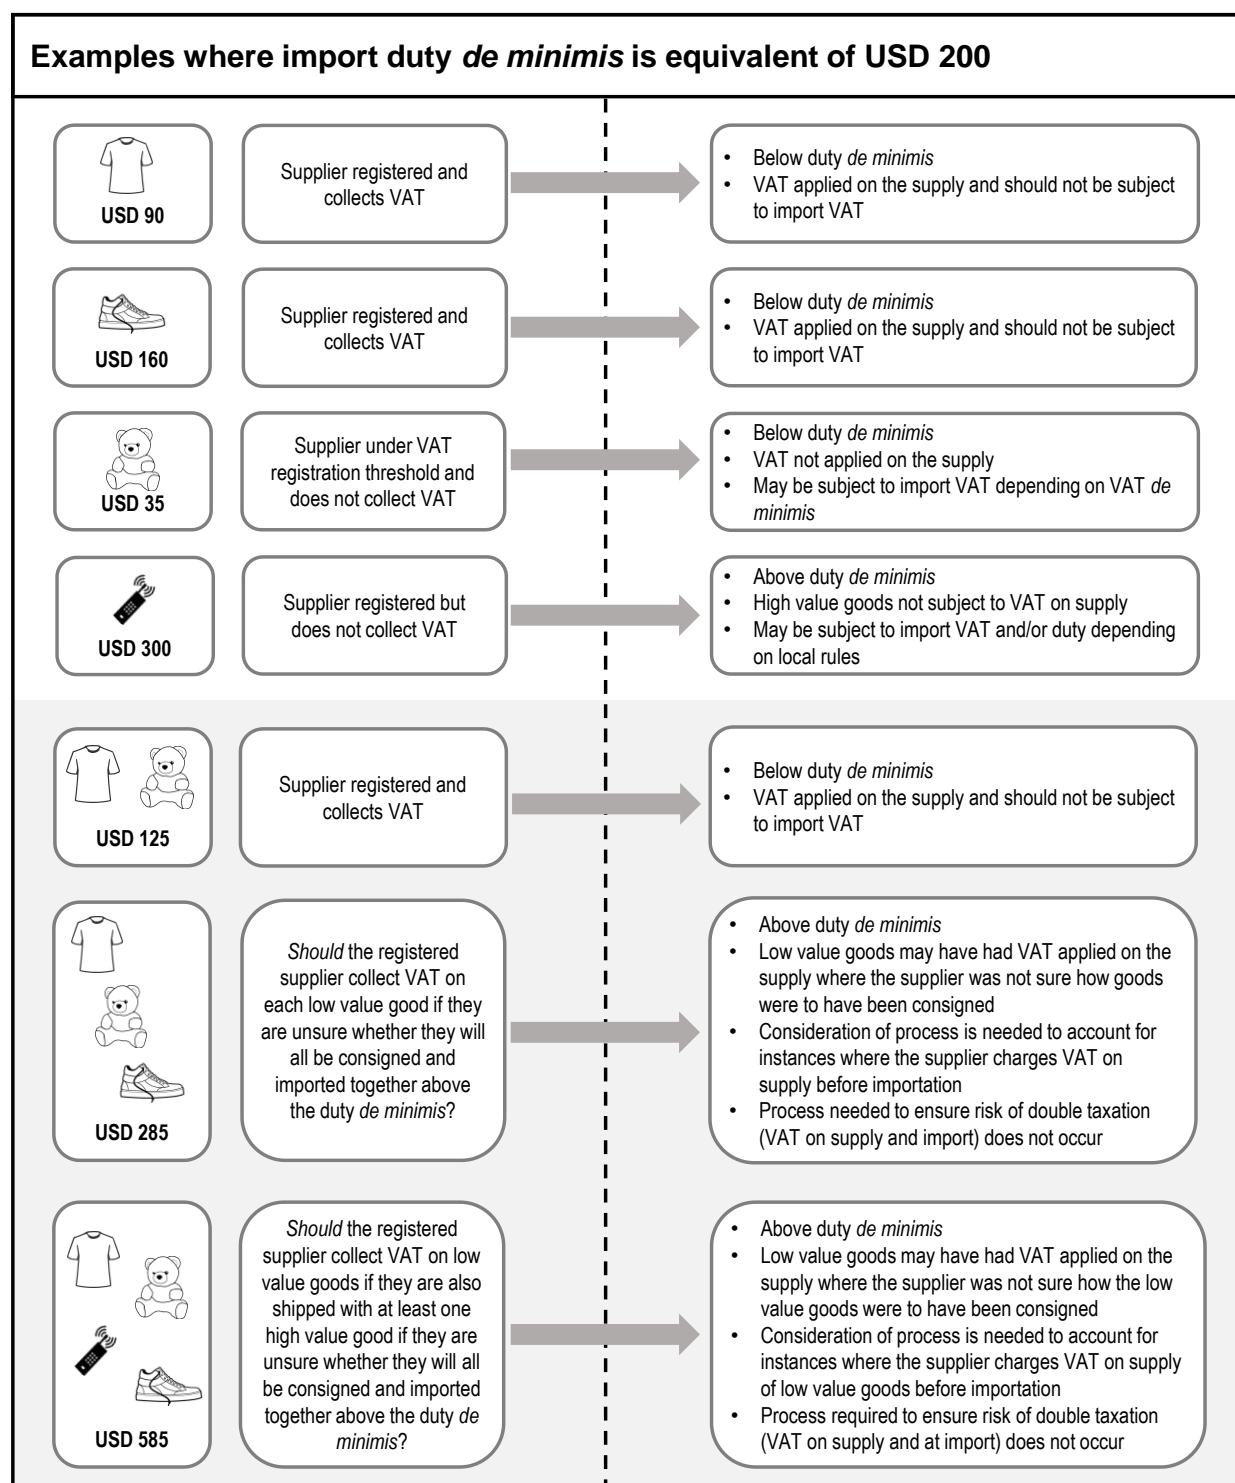 Examples where import duty de minimis is equivalent of USD 200
USD 90
Supplier registered and
collects VAT
• Below duty de minimis
• VAT applied on the supply and should not be subject
to import VAT
USD 160
Supplier registered and
collects VAT
• Below duty de minimis
• VAT applied on the supply and should not be subject
to import VAT
USD 35
Supplier under VAT
registration threshold and
does not collect VAT
• Below duty de minimis
• VAT not applied on the supply
• May be subject to import VAT depending on VAT de
minimis
USD 300
Supplier registered but
does not collect VAT
• Above duty de minimis
• High value goods not subject to VAT on supply
• May be subject to import VAT and/or duty depending
on local rules
USD 125
Supplier registered and
collects VAT
• Below duty de minimis
• VAT applied on the supply and should not be subject
to import VAT
USD 285
Should the registered
supplier collect VAT on
each low value good if they
are unsure whether they will
all be consigned and
imported together above
the duty de minimis?
• Above duty de minimis
• Low value goods may have had VAT applied on the
supply where the supplier was not sure how goods
were to have been consigned
• Consideration of process is needed to account for
instances where the supplier charges VAT on
supply before importation
• Process needed to ensure risk of double taxation
(VAT on supply and import) does not occur
USD 585
Should the registered
supplier collect VAT on low
value goods if they are also
shipped with at least one
high value good if they are
unsure whether they will all
be consigned and imported
together above the duty de
minimis?
• Above duty de minimis
• Low value goods may have had VAT applied on the
supply where the supplier was not sure how the low
value goods were to have been consigned
• Consideration of process is needed to account for
instances where the supplier charges VAT on supply
of low value goods before importation
• Process required to ensure risk of double taxation
(VAT on supply and at import) does not occur